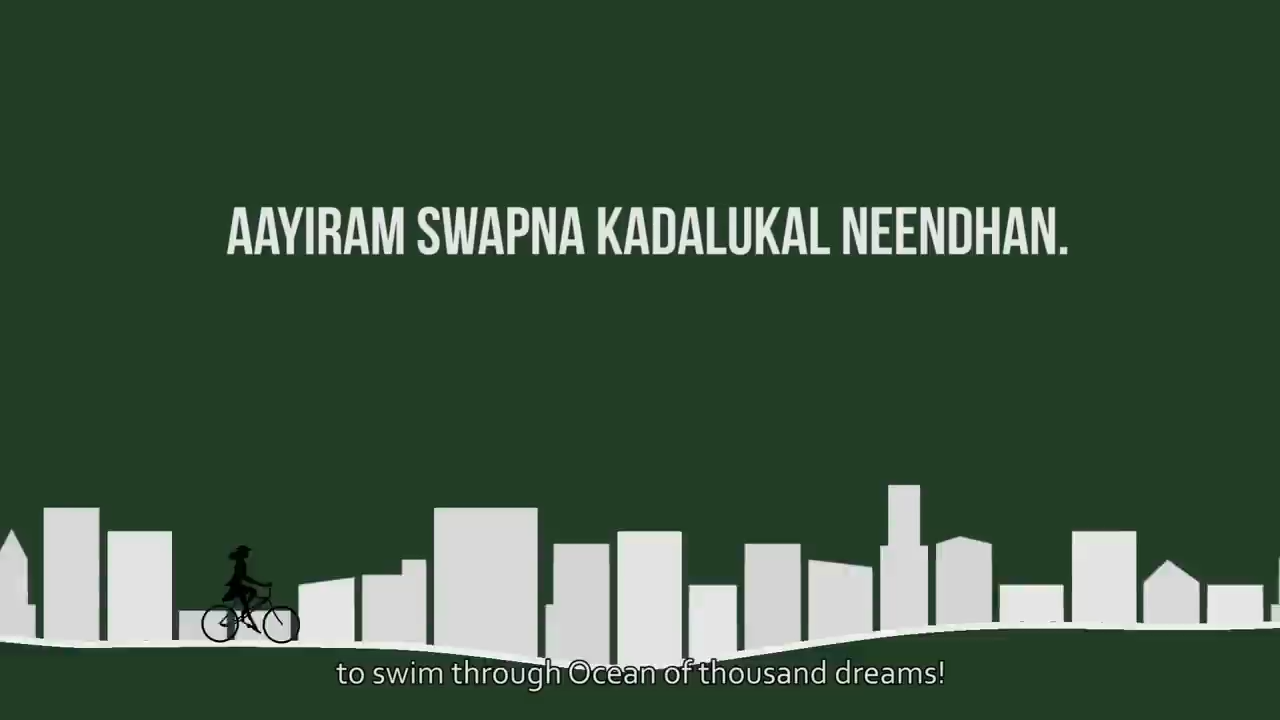 AAYIRAM SWAPNA KADALUKAL NEENDHAN.
to swim through Ocean of thousand dreams!